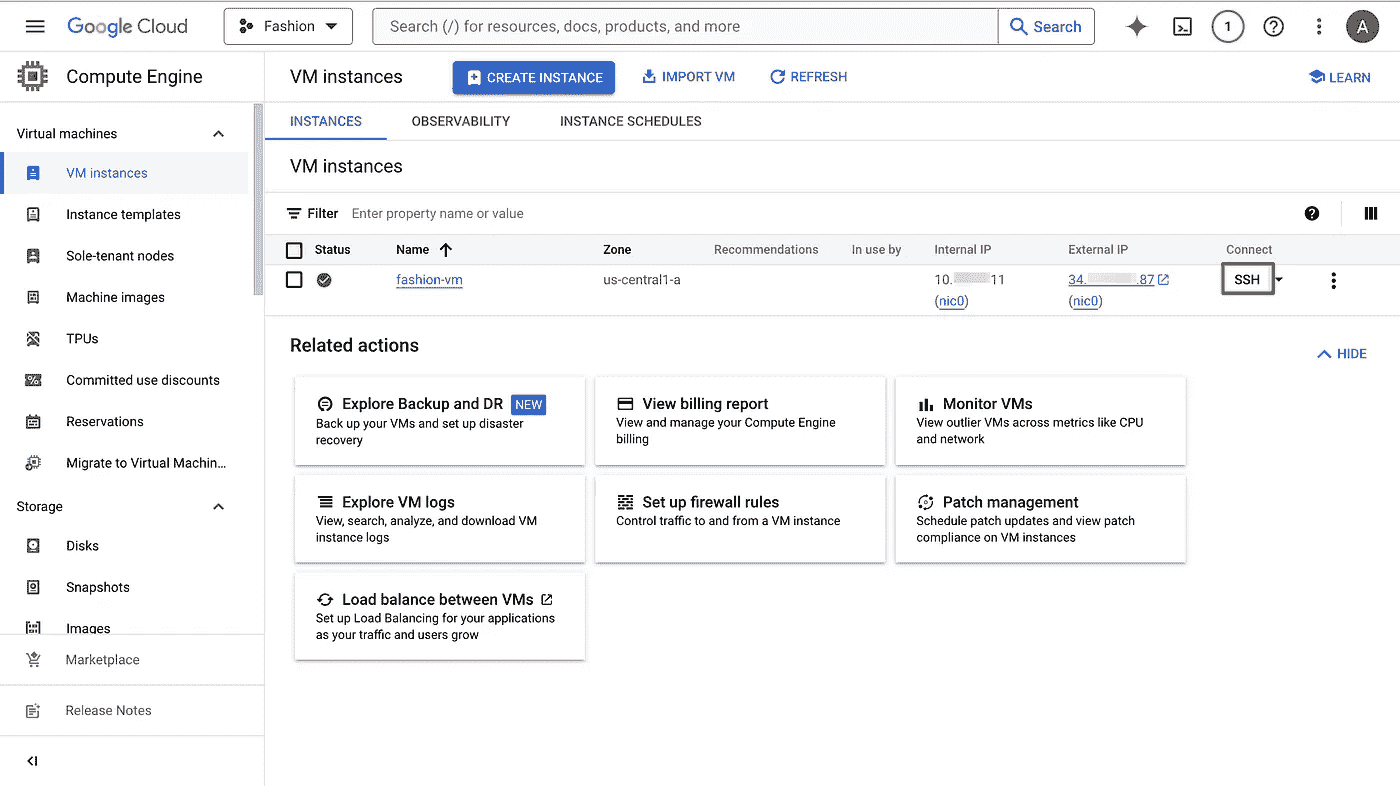 Google Cloud
Fashion
Search (/) for resources, docs, products, and more
Search
1
A
Compute Engine
VM instances
CREATE INSTANCE
IMPORT VM
REFRESH
LEARN
Virtual machines
VM instances
Instance templates
Sole-tenant nodes
Machine images
TPUs
Committed use discounts
Reservations
Migrate to Virtual Machin...
Storage
Disks
Snapshots
Images
Marketplace
Release Notes
INSTANCES
OBSERVABILITY
INSTANCE SCHEDULES
VM instances
Filter Enter property name or value
Status Name Zone Recommendations In use by Internal IP External IP Connect
fashion-vm us-central1-a 10. 11 34. .87 SSH
(nic0) (nic0)
Related actions
HIDE
Explore Backup and DR NEW
Back up your VMs and set up disaster
recovery
View billing report
View and manage your Compute Engine
billing
Monitor VMs
View outlier VMs across metrics like CPU
and network
Explore VM logs
View, search, analyze, and download VM
instance logs
Set up firewall rules
Control traffic to and from a VM instance
Patch management
Schedule patch updates and view patch
compliance on VM instances
Load balance between VMs
Set up Load Balancing for your applications
as your traffic and users grow